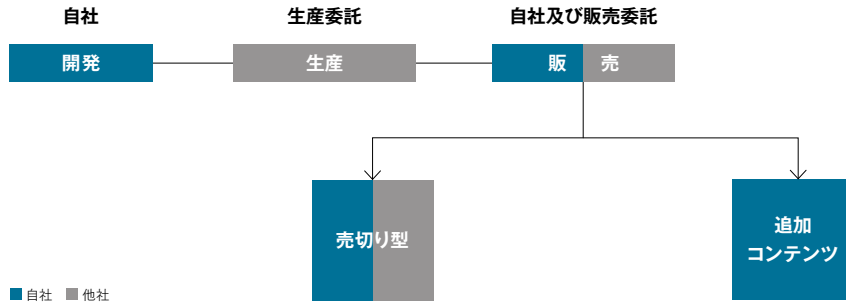 自社
生産委託
自社及び販売委託
開発
生産
販 売
売切り型
追加
コンテンツ
自社 他社